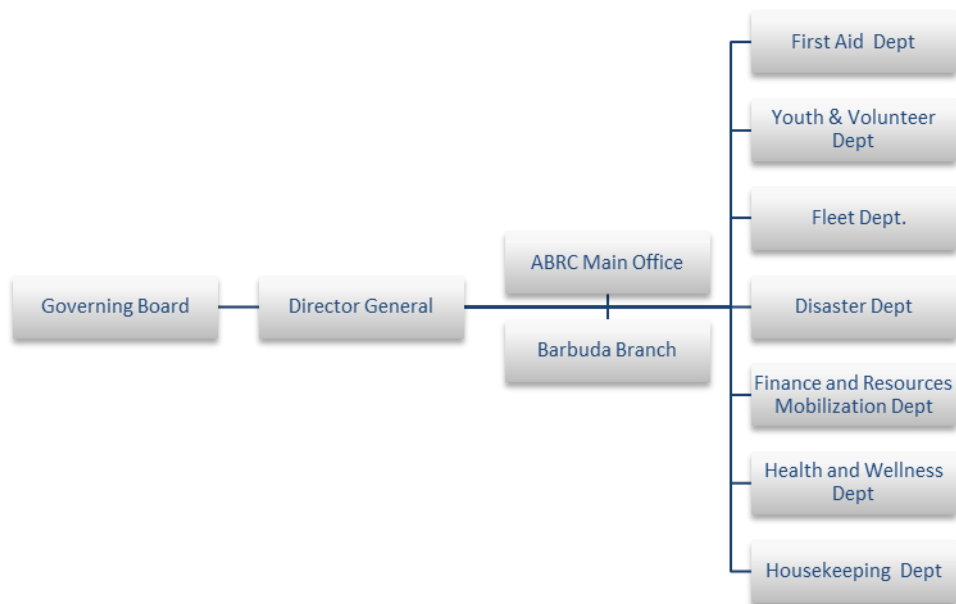 Governing Board
Director General
ABRC Main Office
Barbuda Branch
First Aid  Dept
Youth & Volunteer
Dept
Fleet Dept.
Disaster Dept
Finance and Resources
Mobilization Dept
Health and Wellness
Dept
Housekeeping  Dept